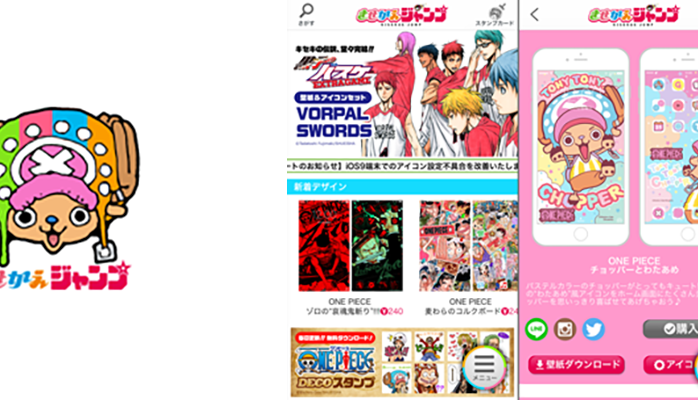 きせかえジャンプ
さがす
きせかえジャンプ
KISEKAE JUMP
スタンプカード
キセキの伝説、堂々完結!!
黒子のバスケ
EXTRA GAME
壁紙&アイコンセット
VORPAL
SWORDS
ートのお知らせ】iOS9端末でのアイコン設定不具合を改善いたしま
新着デザイン
ONE PIECE
ゾロの"哀魂鬼斬り"!!!¥240
ONE PIECE
麦わらのコルクボード¥24
毎日更新!!無料ダウンロード!
ONE PIECE
DECOスタンプ
メニュー
きせかえジャンプ
KISEKAE JUMP
TONY TONY
CHOPPER
ONE PIECE
チョッパーとわたあめ
パステルカラーのチョッパーがとってもキュート
の"わたあめ"風アイコンをホーム画面にたくさん
ッパーを思いっきり喜ばせてあげちゃおう♪
LINE
購入
壁紙ダウンロード
アイコ